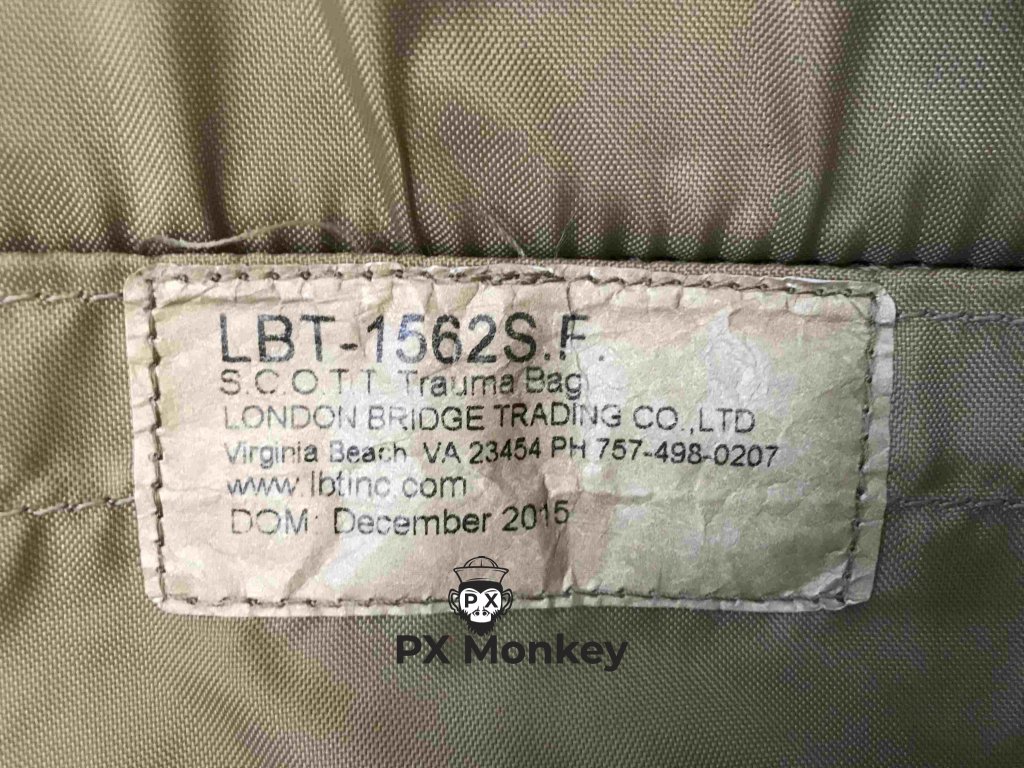 LBT-1562S.F.
S.C.O.T.T. Trauma Bag
LONDON BRIDGE TRADING CO.,LTD
Virginia Beach, VA 23454 PH 757-498-0207
www.lbtinc.com
DOM: December 2015
PX
PX Monkey